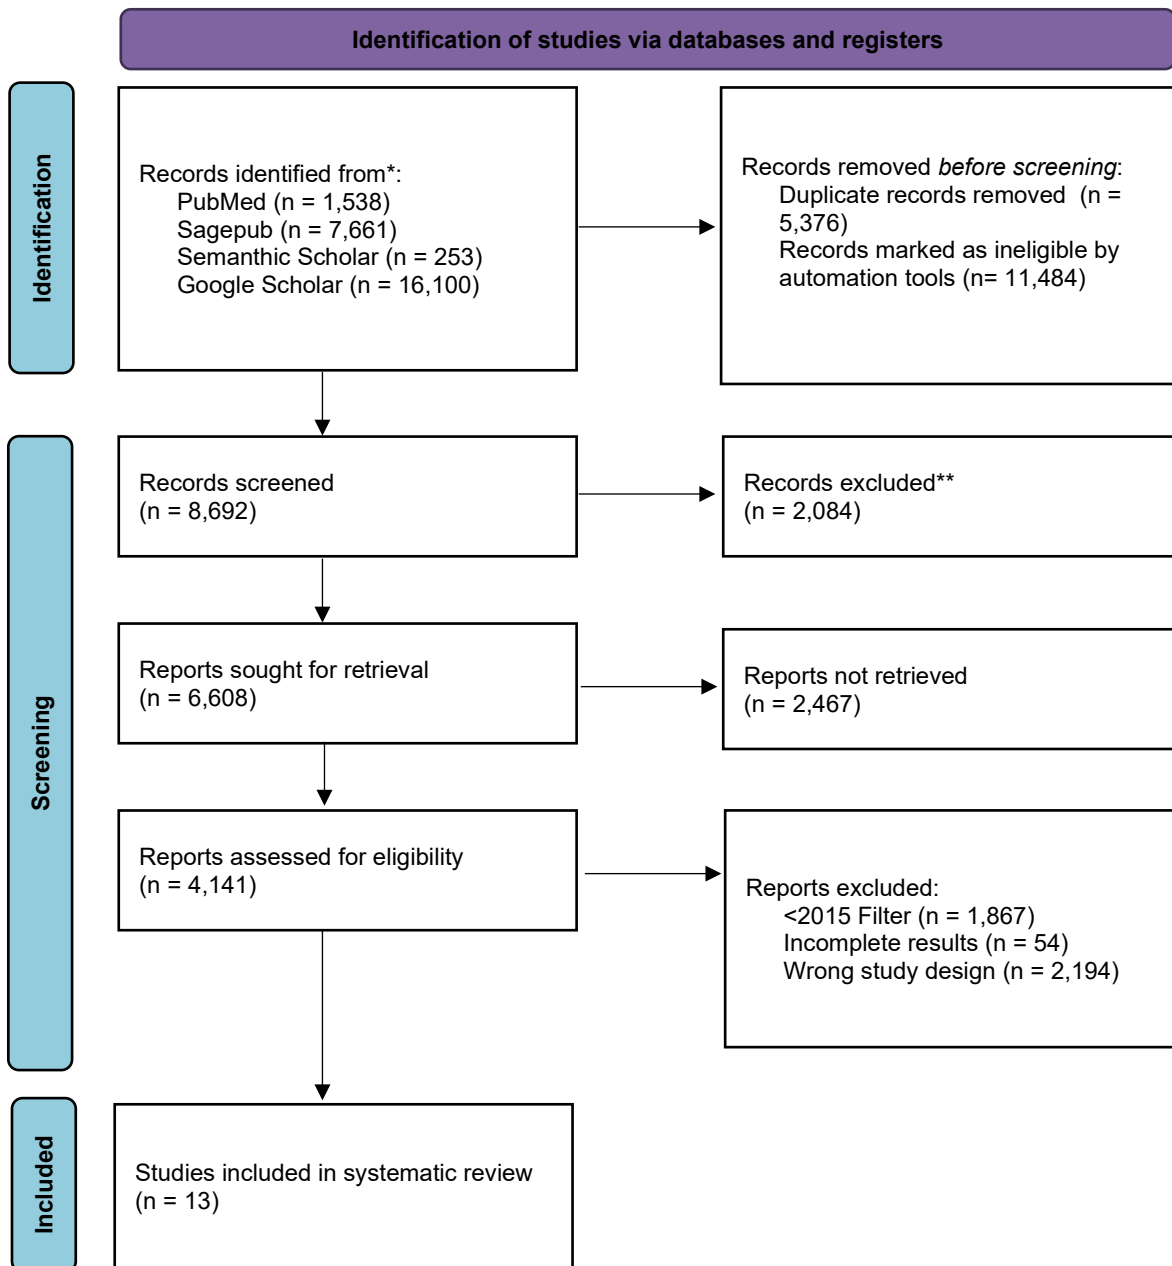 Identification of studies via databases and registers
Identification
Records identified from*:
PubMed (n = 1,538)
Sagepub (n = 7,661)
Semanthic Scholar (n = 253)
Google Scholar (n = 16,100)
Records removed before screening:
Duplicate records removed  (n =
5,376)
Records marked as ineligible by
automation tools (n= 11,484)
Screening
Records screened
(n = 8,692)
Records excluded**
(n = 2,084)
Reports sought for retrieval
(n = 6,608)
Reports not retrieved
(n = 2,467)
Reports assessed for eligibility
(n = 4,141)
Reports excluded:
<2015 Filter (n = 1,867)
Incomplete results (n = 54)
Wrong study design (n = 2,194)
Included
Studies included in systematic review
(n = 13)